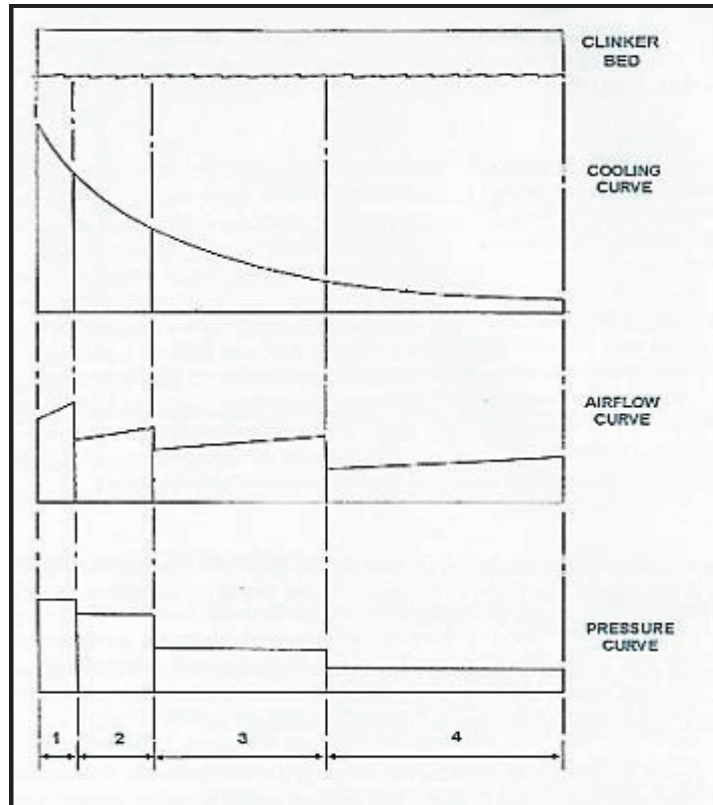 CLINKER
BED
COOLING
CURVE
AIRFLOW
CURVE
PRESSURE
CURVE
1 2 3 4